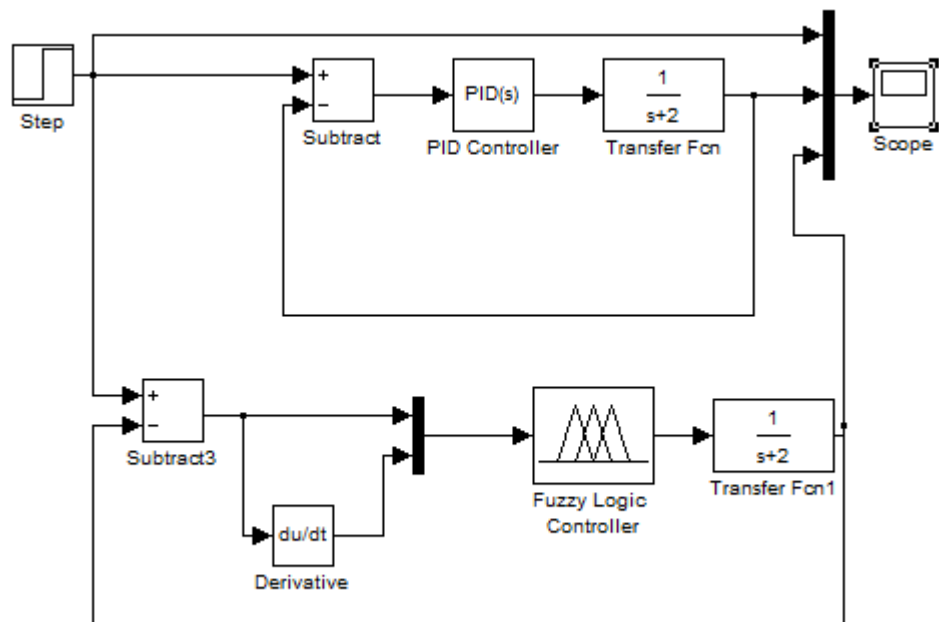 Step
+
−
Subtract
PID(s)
PID Controller
1
s+2
Transfer Fcn
Scope
+
−
Subtract3
du/dt
Derivative
Fuzzy Logic
Controller
1
s+2
Transfer Fcn1